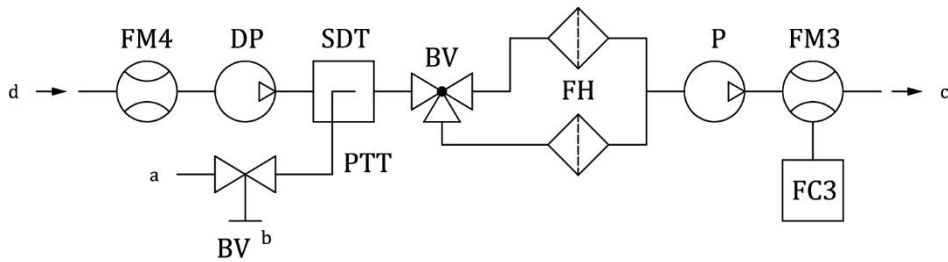 FM4 DP SDT BV P FM3
d c
FH
a PTT
FC3
BV b